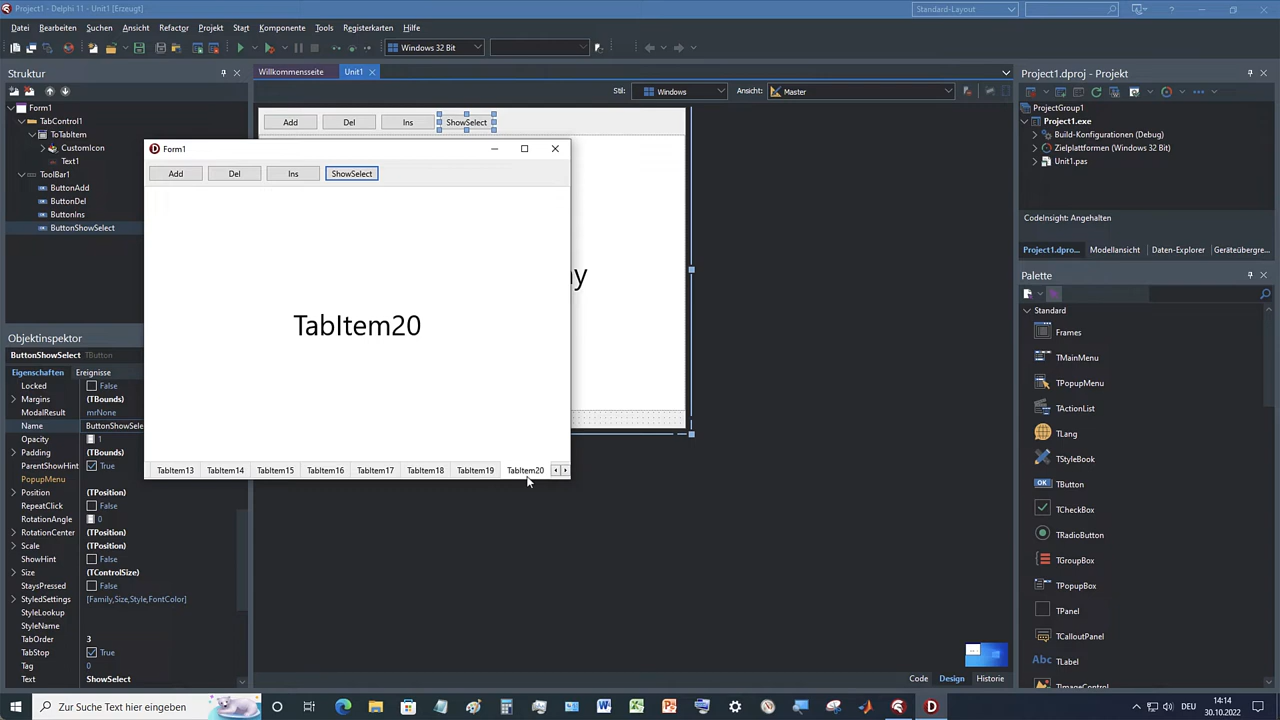 Project1 - Delphi 11 - Unit1 [Erzeugt]
Standard-Layout
Datei Bearbeiten Suchen Ansicht Refactor Projekt Start Komponente Tools Registerkarten Hilfe
Windows 32 Bit
Struktur
Form1
TabControl1
ToTabItem
CustomIcon
Text1
ToolBar1
ButtonAdd
ButtonDel
ButtonIns
ButtonShowSelect
Objektinspektor
ButtonShowSelect TButton
Eigenschaften Ereignisse
Locked False
Margins (TBounds)
ModalResult mrNone
Name ButtonShowSele
Opacity 1
Padding (TBounds)
ParentShowHint True
PopupMenu
Position (TPosition)
RepeatClick False
RotationAngle 0
RotationCenter (TPosition)
Scale (TPosition)
ShowHint False
Size (TControlSize)
StaysPressed False
StyledSettings [Family,Size,Style,FontColor]
StyleLookup
StyleName
TabOrder 3
TabStop True
Tag 0
Text ShowSelect
Willkommensseite Unit1
Stil: Windows Ansicht: Master
Add Del Ins ShowSelect
Form1
Add Del Ins ShowSelect
TabItem20
TabItem13 TabItem14 TabItem15 TabItem16 TabItem17 TabItem18 TabItem19 TabItem20
Code Design Historie
Project1.dproj - Projekt
ProjectGroup1
Project1.exe
Build-Konfigurationen (Debug)
Zielplattformen (Windows 32 Bit)
Unit1.pas
CodeInsight: Angehalten
Project1.dpro... Modellansicht Daten-Explorer Geräteübergre...
Palette
Standard
Frames
TMainMenu
TPopupMenu
TActionList
TLang
TStyleBook
TButton
TCheckBox
TRadioButton
TGroupBox
TPopupBox
TPanel
TCalloutPanel
Abc TLabel
TImageControl
Zur Suche Text hier eingeben
DEU
14:14
30.10.2022